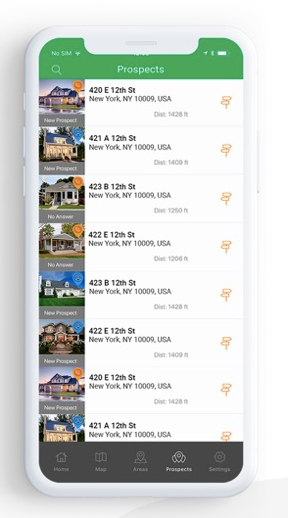 No SIM
Prospects
420 E 12th St
New York, NY 10009, USA
Dist: 1428 ft
New Prospect
421 A 12th St
New York, NY 10009, USA
Dist: 1409 ft
New Prospect
423 B 12th St
New York, NY 10009, USA
Dist: 1250 ft
No Answer
422 E 12th St
New York, NY 10009, USA
Dist: 1208 ft
No Answer
423 B 12th St
New York, NY 10009, USA
Dist: 1428 ft
New Prospect
422 E 12th St
New York, NY 10009, USA
Dist: 1409 ft
New Prospect
420 E 12th St
New York, NY 10009, USA
Dist: 1428 ft
New Prospect
421 A 12th St
New York, NY 10009, USA
Home Map Areas Prospects Settings